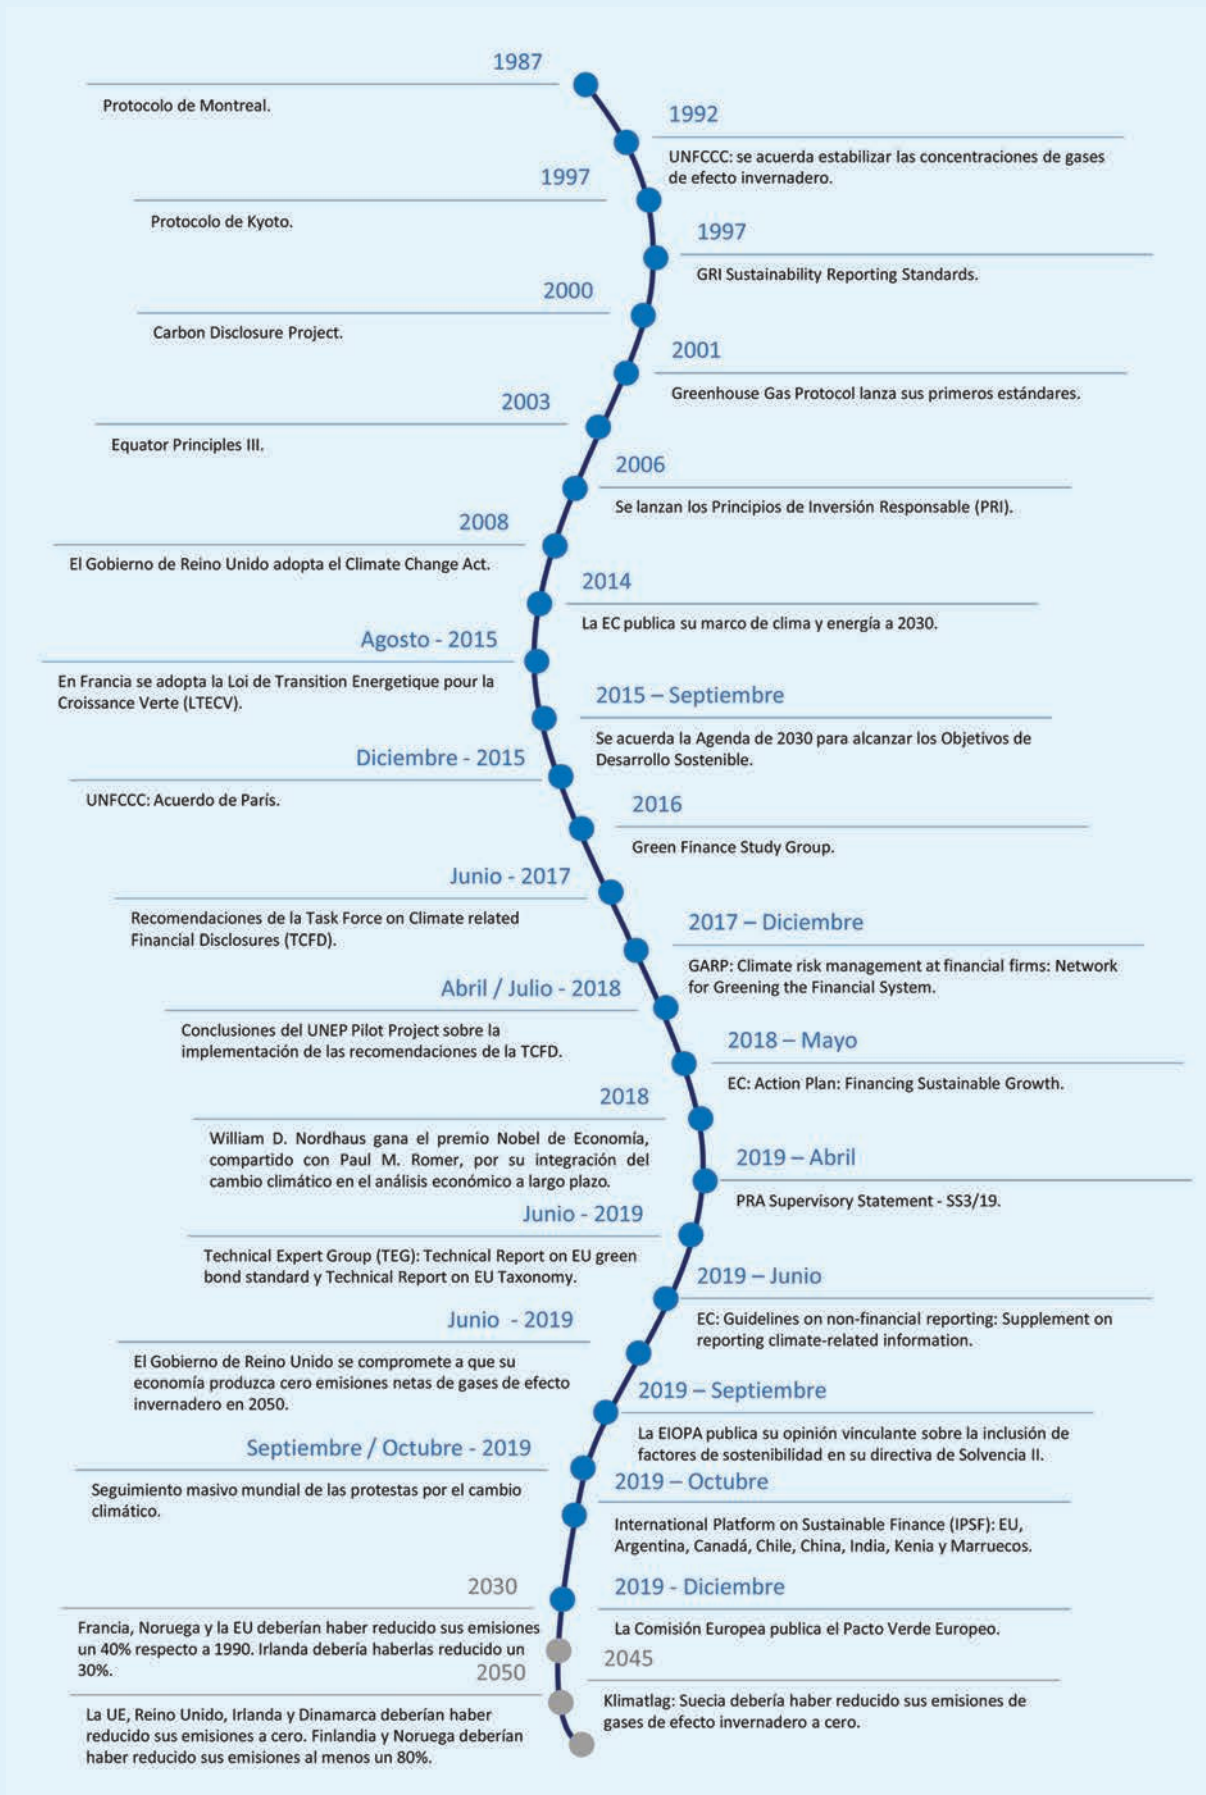 1987
Protocolo de Montreal.
1992
UNFCCC: se acuerda estabilizar las concentraciones de gases
de efecto invernadero.
1997
Protocolo de Kyoto.
1997
GRI Sustainability Reporting Standards.
2000
Carbon Disclosure Project.
2001
Greenhouse Gas Protocol lanza sus primeros estándares.
2003
Equator Principles III.
2006
Se lanzan los Principios de Inversión Responsable (PRI).
2008
El Gobierno de Reino Unido adopta el Climate Change Act.
2014
La EC publica su marco de clima y energía a 2030.
Agosto - 2015
En Francia se adopta la Loi de Transition Energetique pour la
Croissance Verte (LTECV).
2015 – Septiembre
Se acuerda la Agenda de 2030 para alcanzar los Objetivos de
Desarrollo Sostenible.
Diciembre - 2015
UNFCCC: Acuerdo de París.
2016
Green Finance Study Group.
Junio - 2017
Recomendaciones de la Task Force on Climate related
Financial Disclosures (TCFD).
2017 – Diciembre
GARP: Climate risk management at financial firms: Network
for Greening the Financial System.
Abril / Julio - 2018
Conclusiones del UNEP Pilot Project sobre la
implementación de las recomendaciones de la TCFD.
2018 – Mayo
EC: Action Plan: Financing Sustainable Growth.
2018
William D. Nordhaus gana el premio Nobel de Economía,
compartido con Paul M. Romer, por su integración del
cambio climático en el análisis económico a largo plazo.
2019 – Abril
PRA Supervisory Statement - SS3/19.
Junio - 2019
Technical Expert Group (TEG): Technical Report on EU green
bond standard y Technical Report on EU Taxonomy.
2019 – Junio
EC: Guidelines on non-financial reporting: Supplement on
reporting climate-related information.
Junio - 2019
El Gobierno de Reino Unido se compromete a que su
economía produzca cero emisiones netas de gases de efecto
invernadero en 2050.
2019 – Septiembre
La EIOPA publica su opinión vinculante sobre la inclusión de
factores de sostenibilidad en su directiva de Solvencia II.
Septiembre / Octubre - 2019
Seguimiento masivo mundial de las protestas por el cambio
climático.
2019 – Octubre
International Platform on Sustainable Finance (IPSF): EU,
Argentina, Canadá, Chile, China, India, Kenia y Marruecos.
2019 - Diciembre
La Comisión Europea publica el Pacto Verde Europeo.
2030
Francia, Noruega y la EU deberían haber reducido sus emisiones
un 40% respecto a 1990. Irlanda debería haberlas reducido un
30%.
2045
Klimatlag: Suecia debería haber reducido sus emisiones de
gases de efecto invernadero a cero.
2050
La UE, Reino Unido, Irlanda y Dinamarca deberían haber
reducido sus emisiones a cero. Finlandia y Noruega deberían
haber reducido sus emisiones al menos un 80%.